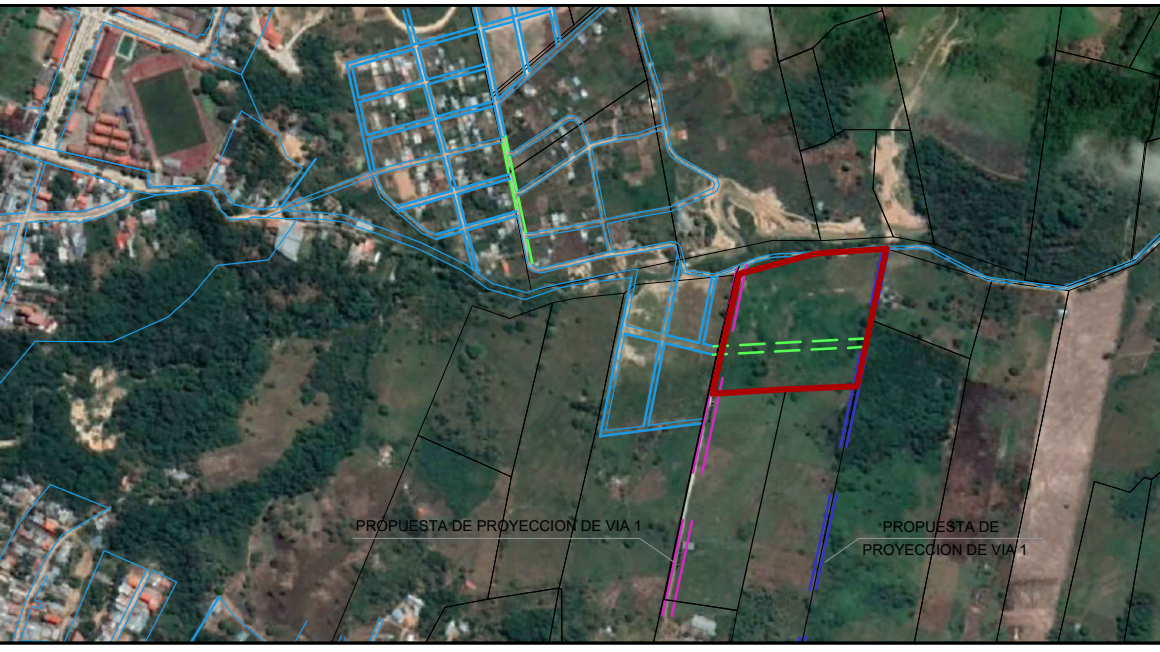 PROPUESTA DE PROYECCION DE VIA 1
PROPUESTA DE
PROYECCION DE VIA 1